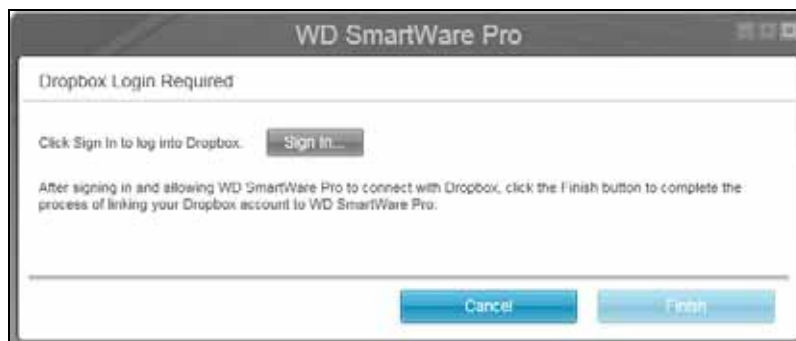 WD SmartWare Pro
Dropbox Login Required
Click Sign In to log into Dropbox. Sign In...
After signing in and allowing WD SmartWare Pro to connect with Dropbox, click the Finish button to complete the
process of linking your Dropbox account to WD SmartWare Pro.
Cancel Finish